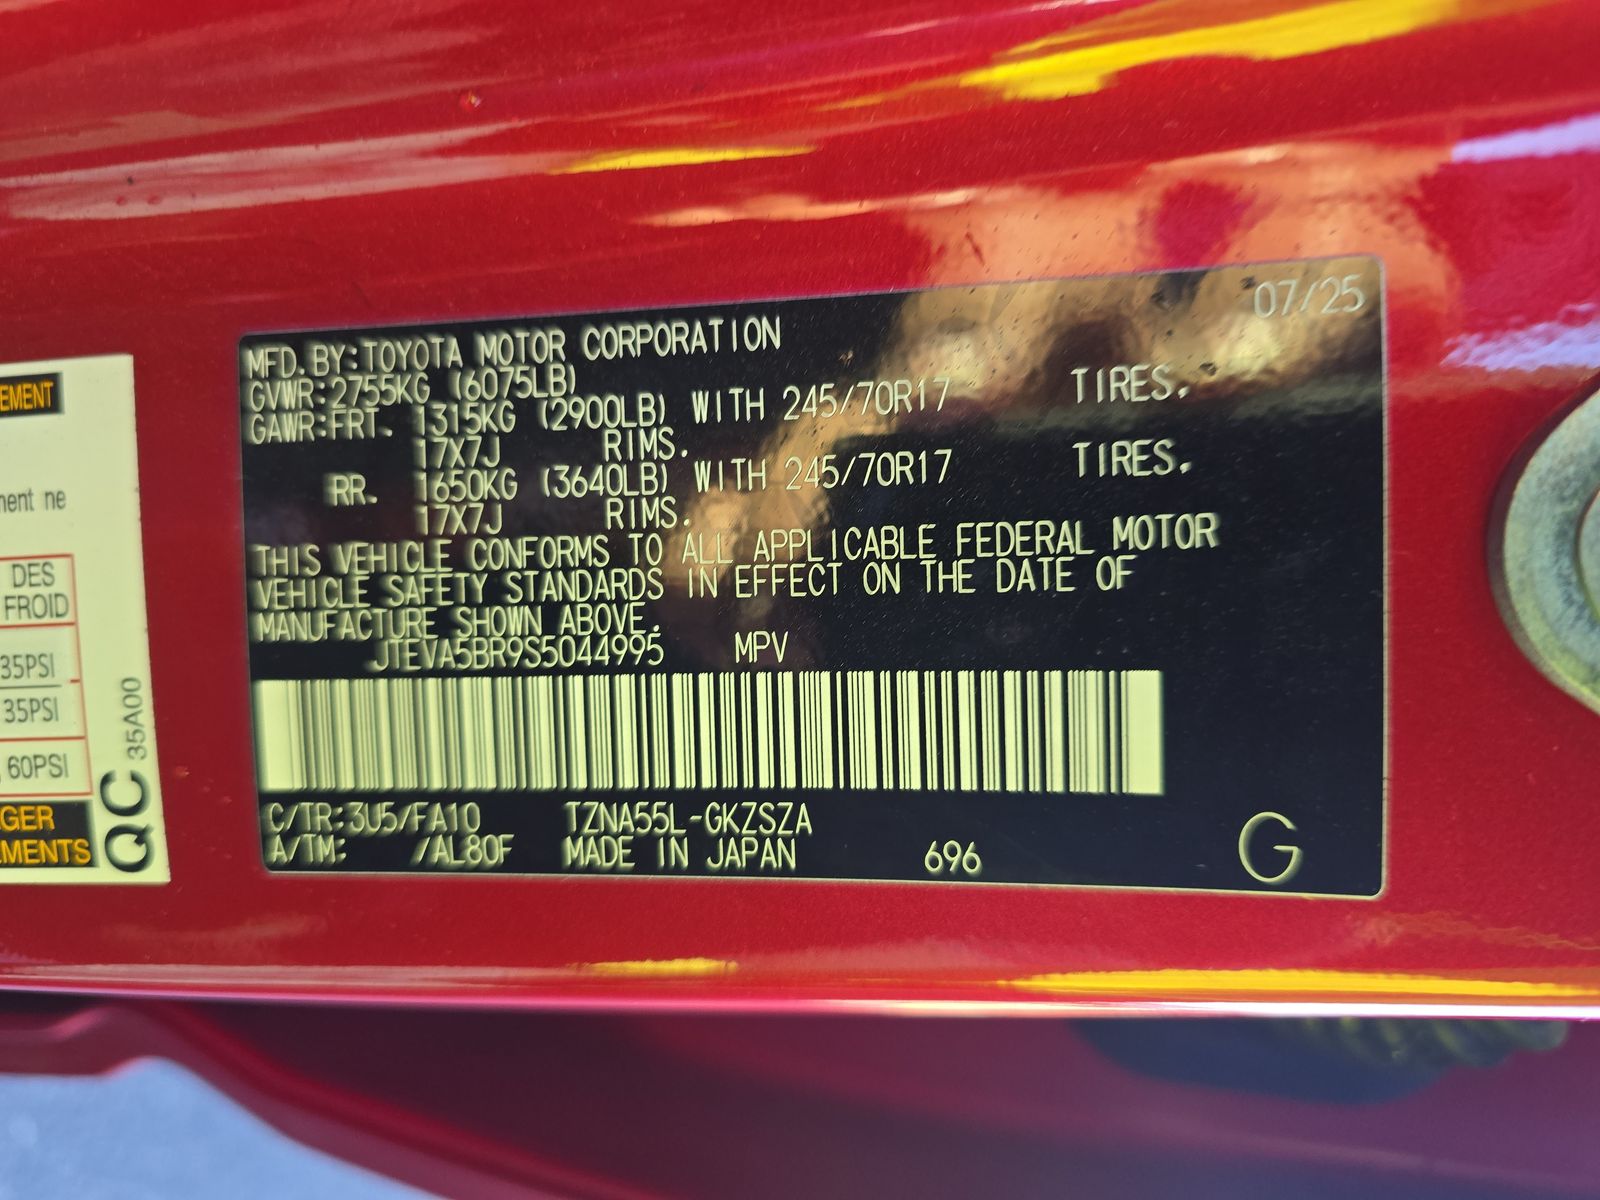 07/25
MFD. BY:TOYOTA MOTOR CORPORATION
GVWR:2755KG (6075LB)
GAWR:FRT. 1315KG (2900LB) WITH 245/70R17 TIRES.
17X7J RIMS.
RR. 1650KG (3640LB) WITH 245/70R17 TIRES.
17X7J RIMS.
THIS VEHICLE CONFORMS TO ALL APPLICABLE FEDERAL MOTOR
VEHICLE SAFETY STANDARDS IN EFFECT ON THE DATE OF
MANUFACTURE SHOWN ABOVE.
JTEVA5BR9S5044995 MPV
C/TR:3U5/FA10 TZNA55L-GKZSZA
A/TM: /AL80F MADE IN JAPAN 696 G
EMENT
ment ne
DES
FROID
35PSI
35PSI
60PSI
GER
EMENTS
QC 35A00